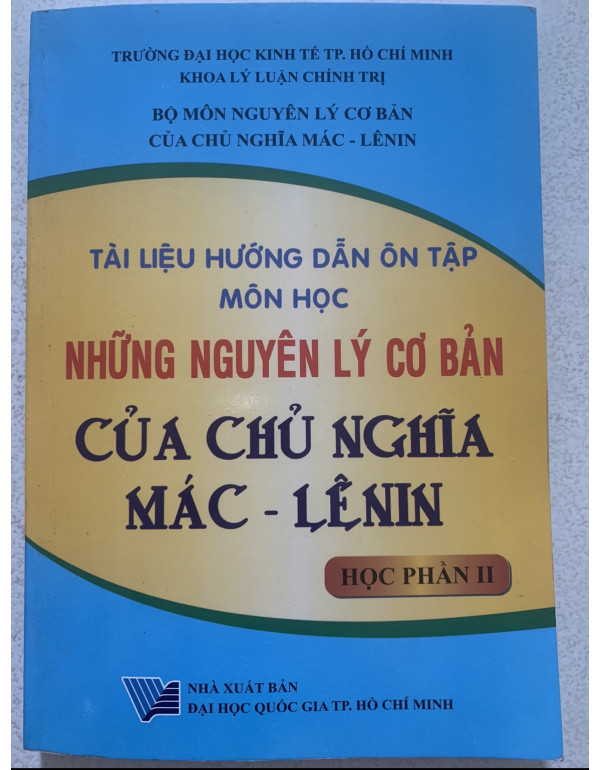 TRƯỜNG ĐẠI HỌC KINH TẾ TP. HỒ CHÍ MINH
KHOA LÝ LUẬN CHÍNH TRỊ
BỘ MÔN NGUYÊN LÝ CƠ BẢN
CỦA CHỦ NGHĨA MÁC - LÊNIN
TÀI LIỆU HƯỚNG DẪN ÔN TẬP
MÔN HỌC
NHỮNG NGUYÊN LÝ CƠ BẢN
CỦA CHỦ NGHĨA
MÁC - LÊNIN
HỌC PHẦN II
NHÀ XUẤT BẢN
ĐẠI HỌC QUỐC GIA TP. HỒ CHÍ MINH